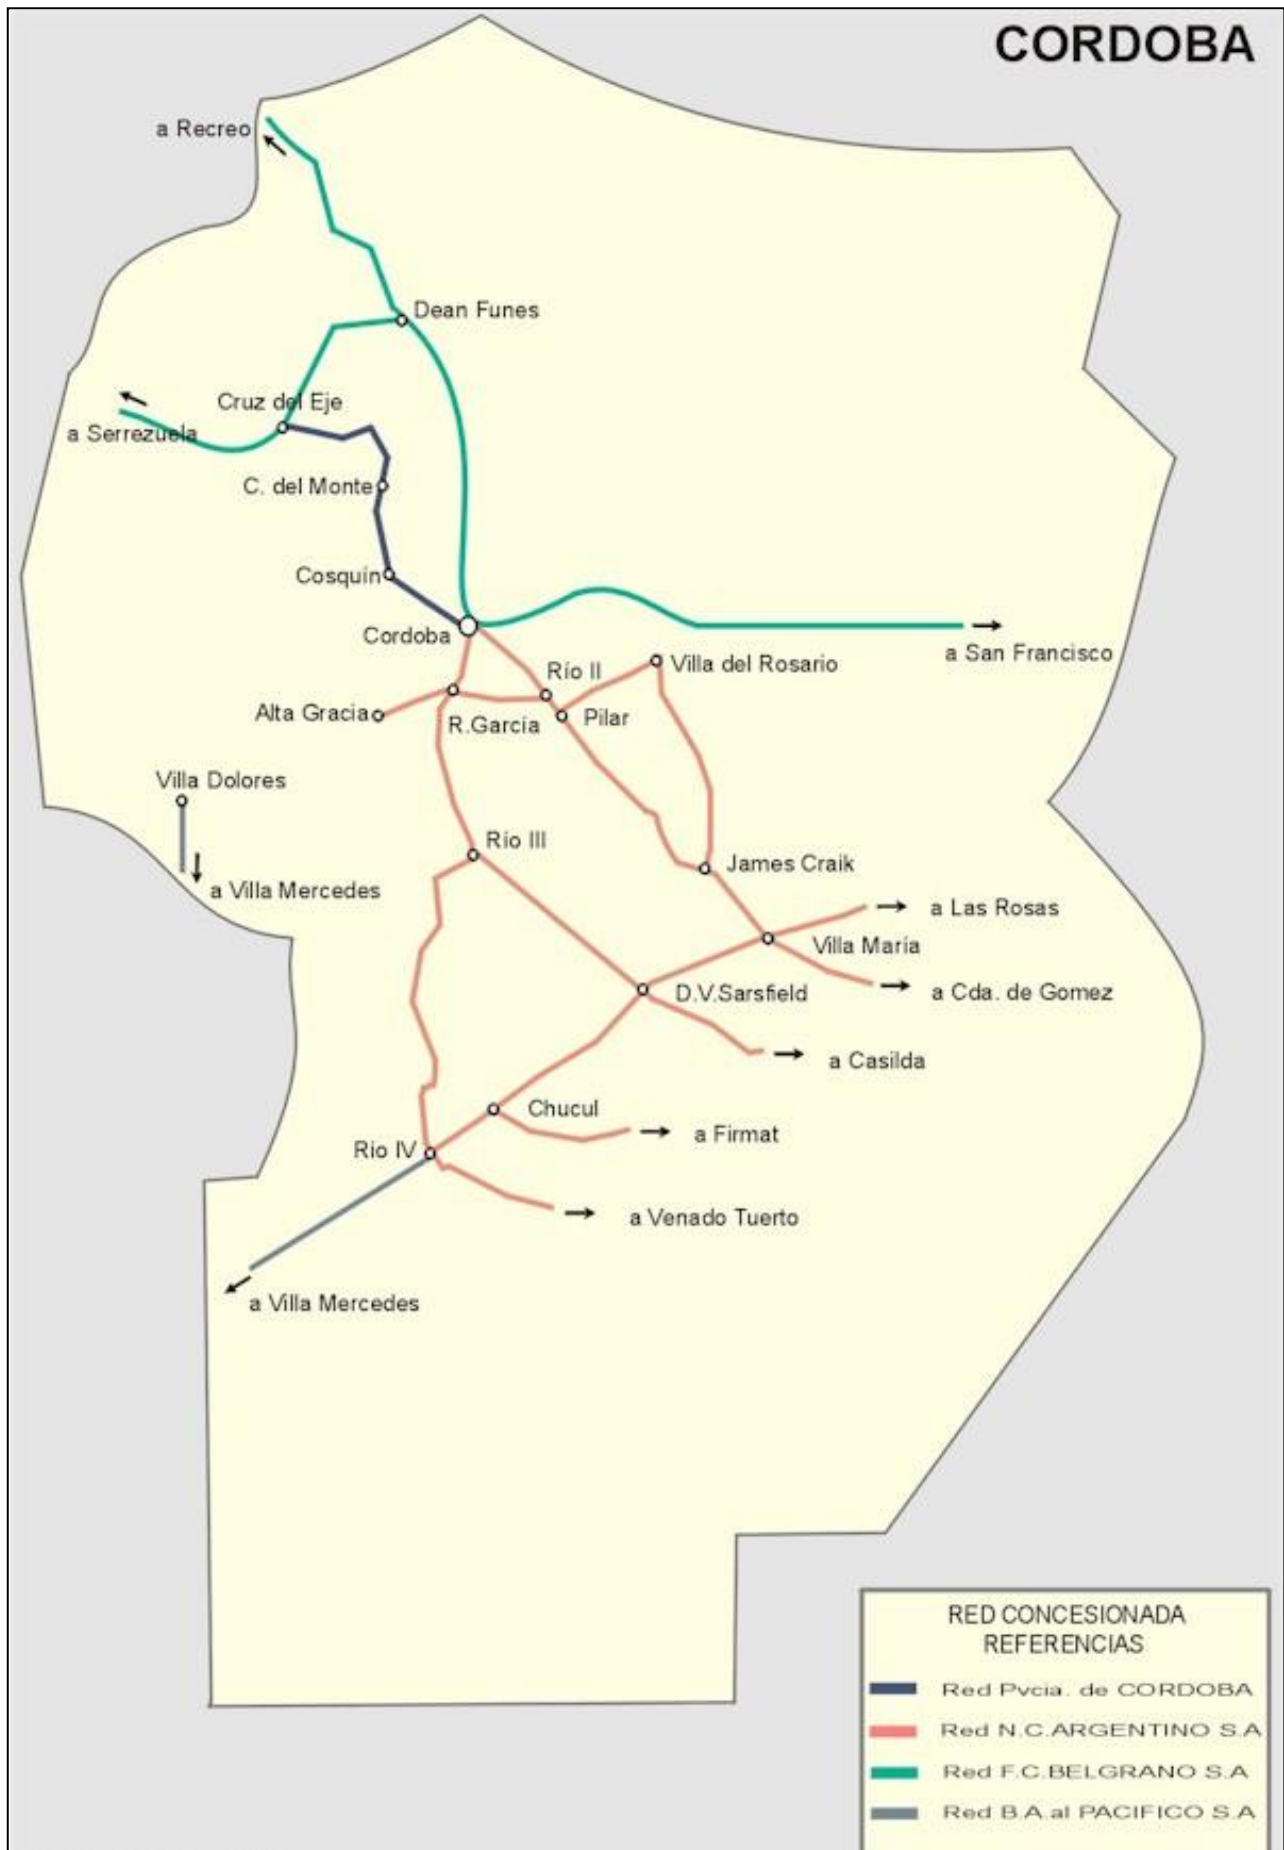 CORDOBA
a Recreo
Dean Funes
Cruz del Eje
a Serrezuela
C. del Monte
Cosquín
Cordoba
a San Francisco
Río II
Villa del Rosario
Alta Gracia
R.García
Pilar
Villa Dolores
Río III
James Craik
a Villa Mercedes
a Las Rosas
Villa María
D.V.Sarsfield
a Cda. de Gomez
a Casilda
Chucul
a Firmat
Rio IV
a Venado Tuerto
a Villa Mercedes
RED CONCESIONADA
REFERENCIAS
Red Pvcia. de CORDOBA
Red N.C.ARGENTINO S.A
Red F.C.BELGRANO S.A
Red B.A.al PACIFICO S.A